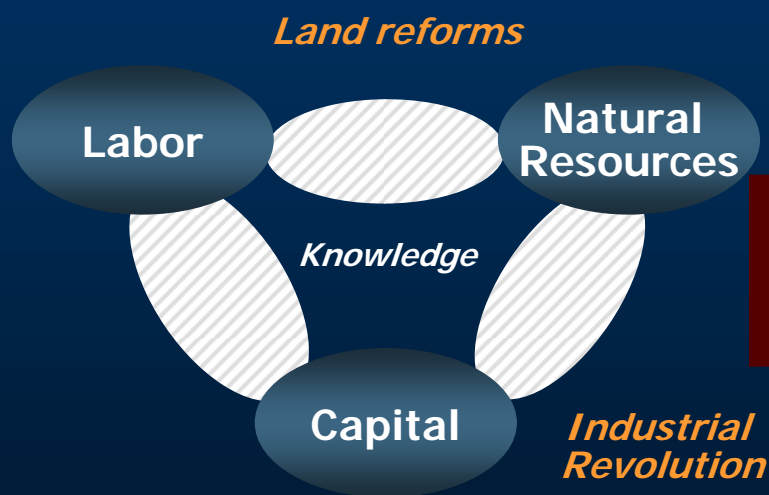 Land reforms
Labor
Natural
Resources
Knowledge
Capital
Industrial
Revolution